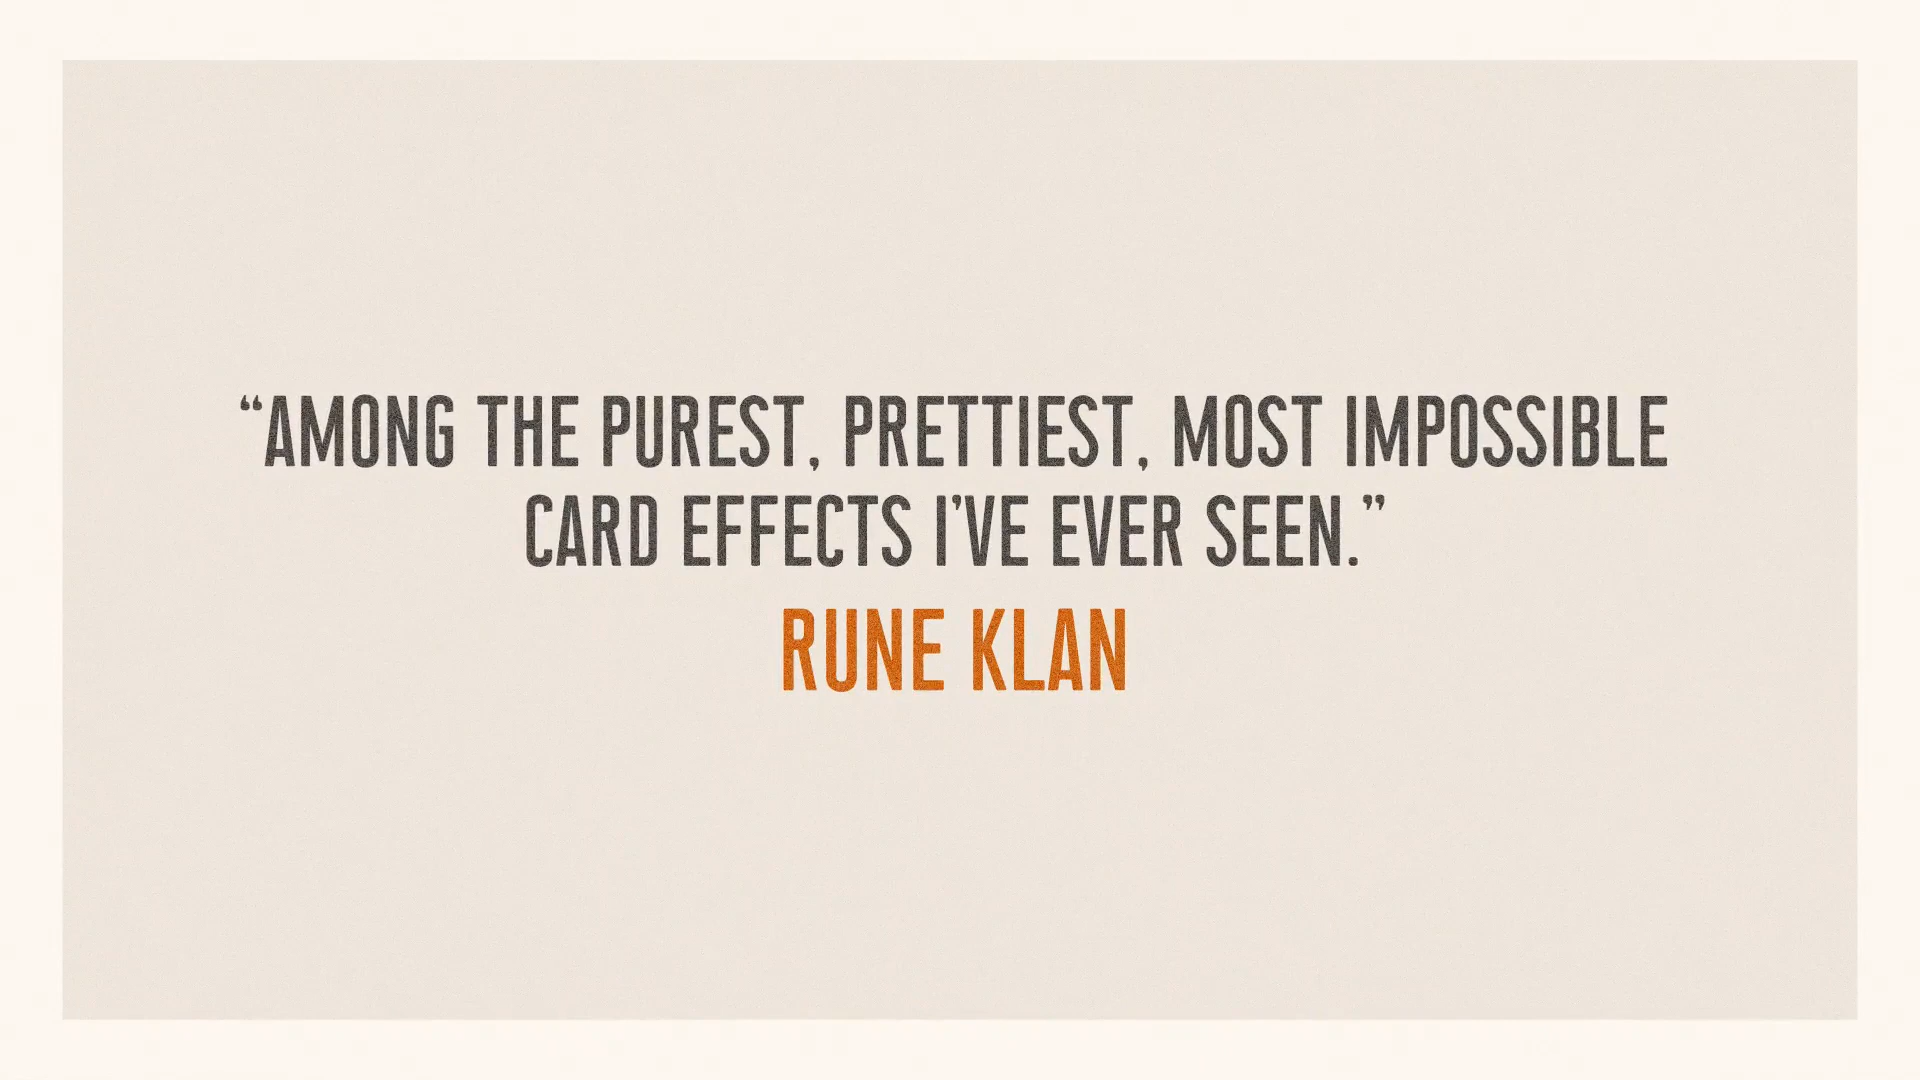 “AMONG THE PUREST, PRETTIEST, MOST IMPOSSIBLE
CARD EFFECTS I’VE EVER SEEN.”
RUNE KLAN